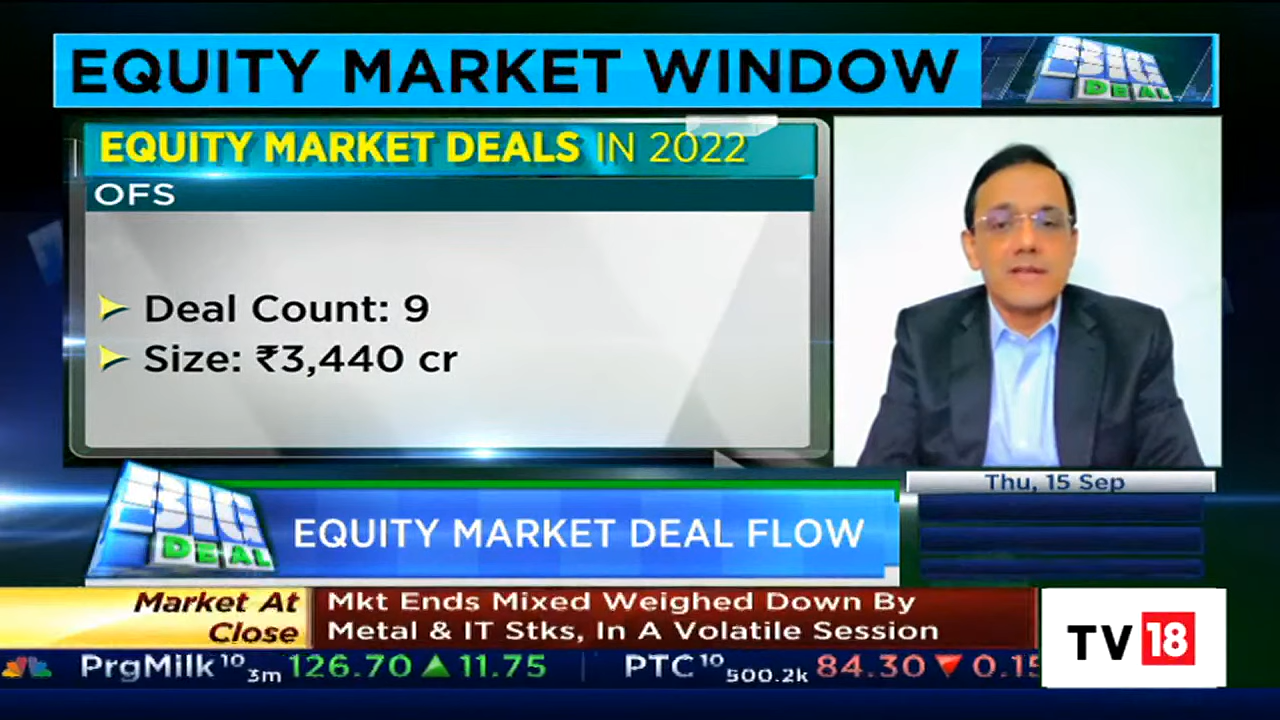 EQUITY MARKET WINDOW
BIG
DEAL
EQUITY MARKET DEALS IN 2022
OFS
Deal Count: 9
Size: ₹3,440 cr
Thu, 15 Sep
BIG
DEAL
EQUITY MARKET DEAL FLOW
Market At
Close
Mkt Ends Mixed Weighed Down By
Metal & IT Stks, In A Volatile Session
TV18
PrgMilk 10 3m 126.70 ▲ 11.75 PTC 10 500.2k 84.30 ▼ 0.15